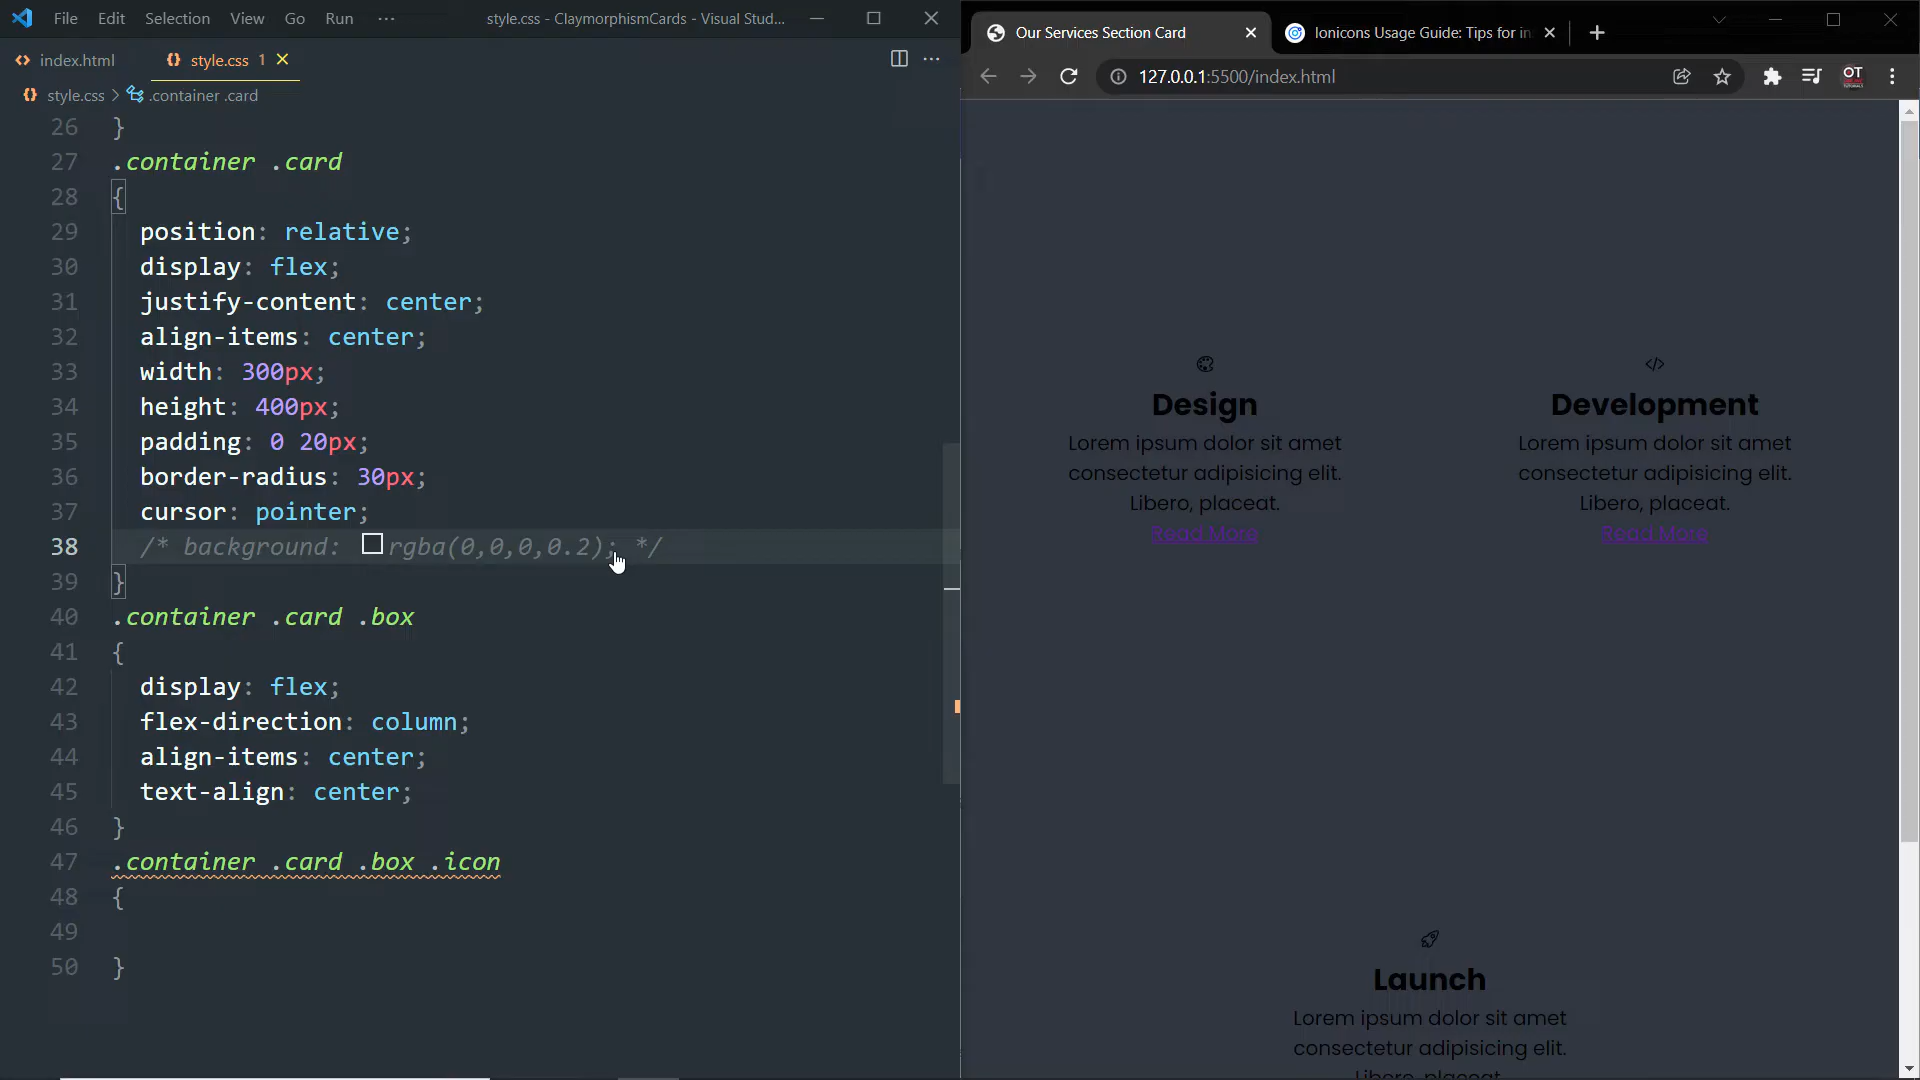 File Edit Selection View Go Run ··· style.css - ClaymorphismCards - Visual Stud...
index.html style.css 1
style.css > .container .card
26 }
27 .container .card
28 {
29 position: relative;
30 display: flex;
31 justify-content: center;
32 align-items: center;
33 width: 300px;
34 height: 400px;
35 padding: 0 20px;
36 border-radius: 30px;
37 cursor: pointer;
38 /* background: rgba(0,0,0,0.2); */
39 }
40 .container .card .box
41 {
42 display: flex;
43 flex-direction: column;
44 align-items: center;
45 text-align: center;
46 }
47 .container .card .box .icon
48 {
49
50 }
Our Services Section Card Ionicons Usage Guide: Tips for in
127.0.0.1:5500/index.html OT
Design
Lorem ipsum dolor sit amet
consectetur adipisicing elit.
Libero, placeat.
Read More
Development
Lorem ipsum dolor sit amet
consectetur adipisicing elit.
Libero, placeat.
Read More
Launch
Lorem ipsum dolor sit amet
consectetur adipisicing elit.
Libero, placeat.